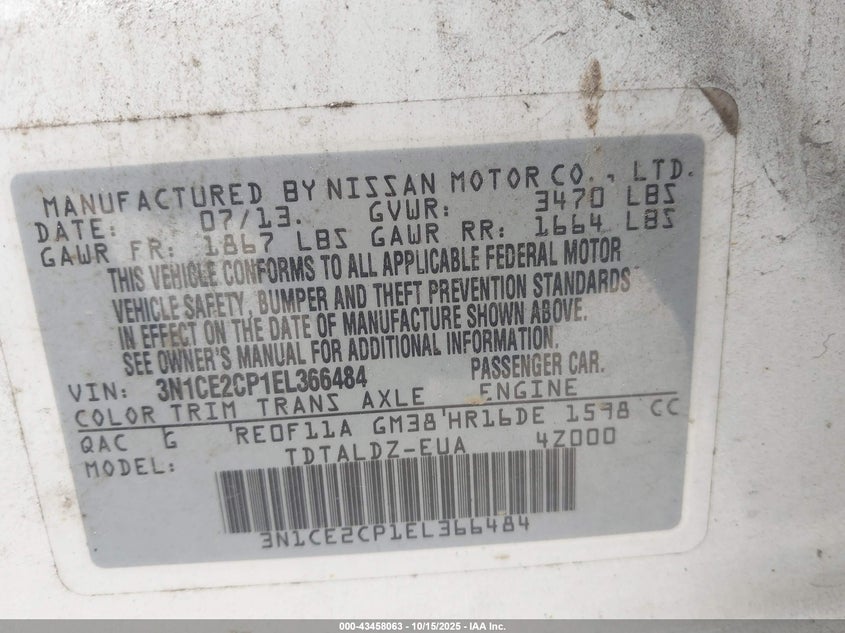 MANUFACTURED BY NISSAN MOTOR CO., LTD.
DATE: 07/13. GVWR: 3470 LBS
GAWR FR: 1867 LBS GAWR RR: 1664 LBS
THIS VEHICLE CONFORMS TO ALL APPLICABLE FEDERAL MOTOR
VEHICLE SAFETY, BUMPER AND THEFT PREVENTION STANDARDS
IN EFFECT ON THE DATE OF MANUFACTURE SHOWN ABOVE.
SEE OWNER'S MANUAL FOR ADDITIONAL INFORMATION.
VIN: 3N1CE2CP1EL366484 PASSENGER CAR.
COLOR TRIM TRANS AXLE ENGINE
QAC G RE0F11A GM38 HR16DE 1598 CC
MODEL: TDTALDZ-EUA 4Z000
3N1CE2CP1EL366484
000-43458063 - 10/15/2025 - IAA Inc.